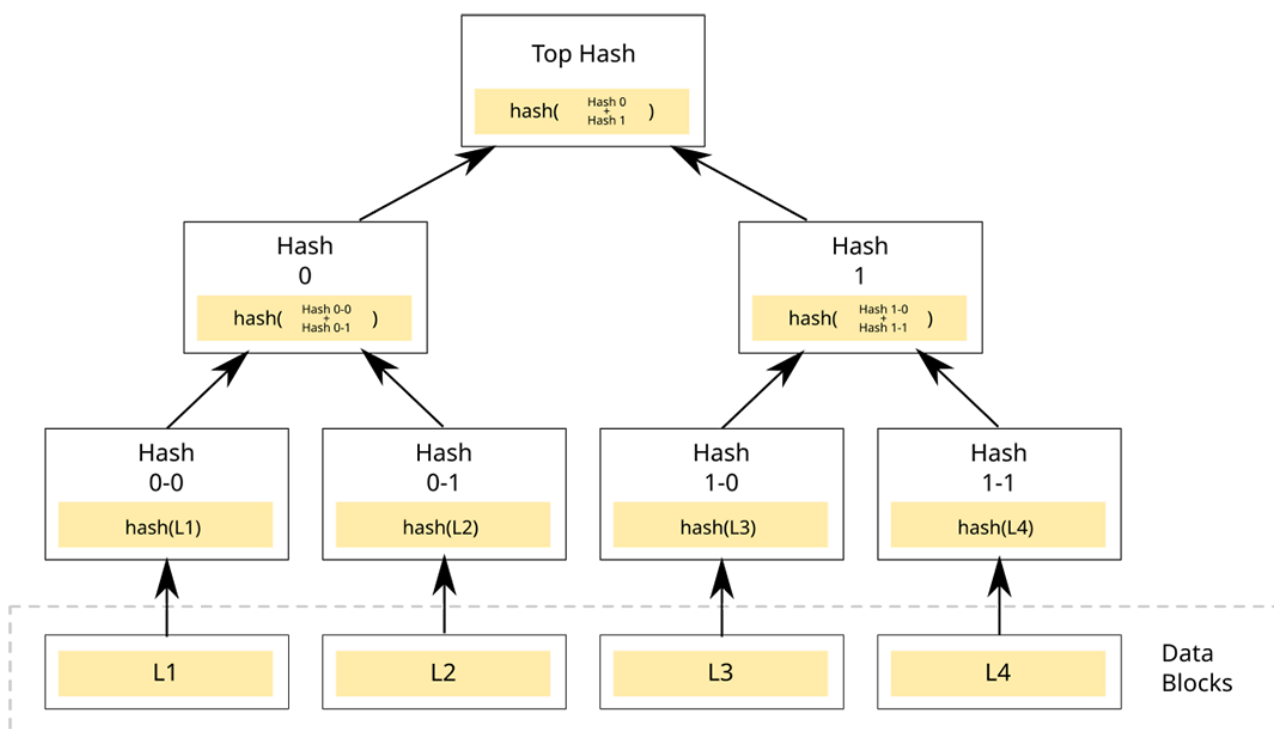 Top Hash
hash( Hash 0 + Hash 1 )
Hash
0
hash( Hash 0-0 + Hash 0-1 )
Hash
1
hash( Hash 1-0 + Hash 1-1 )
Hash
0-0
hash(L1)
Hash
0-1
hash(L2)
Hash
1-0
hash(L3)
Hash
1-1
hash(L4)
L1
L2
L3
L4
Data
Blocks